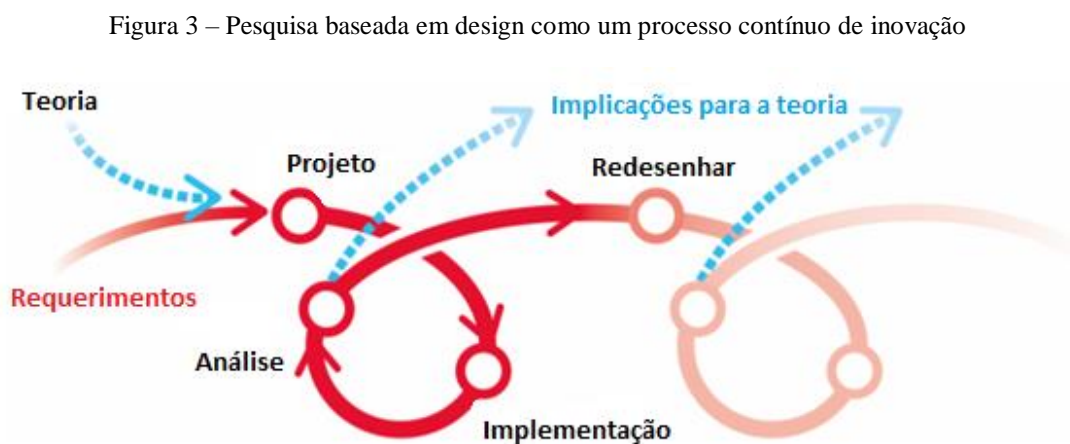 Figura 3 – Pesquisa baseada em design como um processo contínuo de inovação
Teoria
Implicações para a teoria
Projeto
Redesenhar
Requerimentos
Análise
Implementação